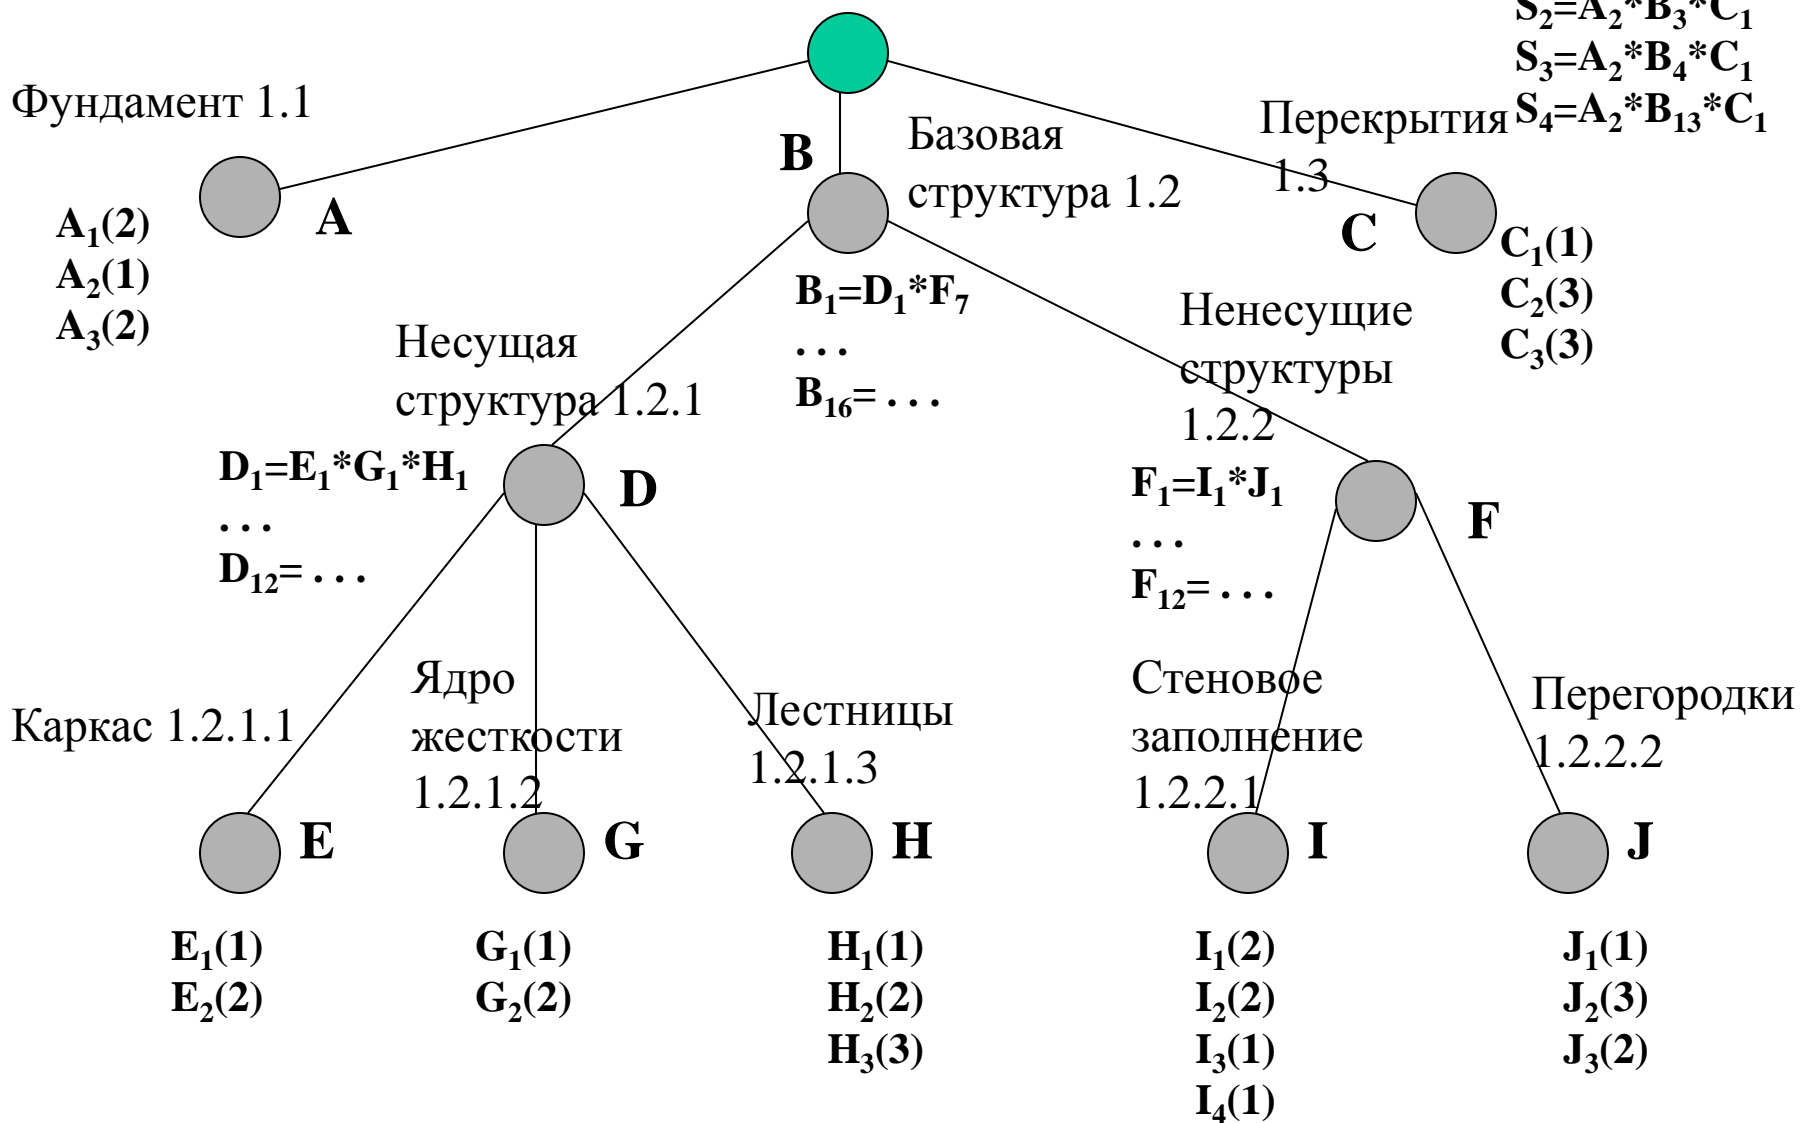 S₂=A₂*B₃*C₁
S₃=A₂*B₄*C₁
S₄=A₂*B₁₃*C₁
Фундамент 1.1
A
A₁(2)
A₂(1)
A₃(2)
B
Базовая
структура 1.2
B₁=D₁*F₇
. . .
B₁₆= . . .
Перекрытия
1.3
C
C₁(1)
C₂(3)
C₃(3)
Несущая
структура 1.2.1
D₁=E₁*G₁*H₁
. . .
D₁₂= . . .
D
Ненесущие
структуры
1.2.2
F₁=I₁*J₁
. . .
F₁₂= . . .
F
Каркас 1.2.1.1
E
E₁(1)
E₂(2)
Ядро
жесткости
1.2.1.2
G
G₁(1)
G₂(2)
Лестницы
1.2.1.3
H
H₁(1)
H₂(2)
H₃(3)
Стеновое
заполнение
1.2.2.1
I
I₁(2)
I₂(2)
I₃(1)
I₄(1)
Перегородки
1.2.2.2
J
J₁(1)
J₂(3)
J₃(2)